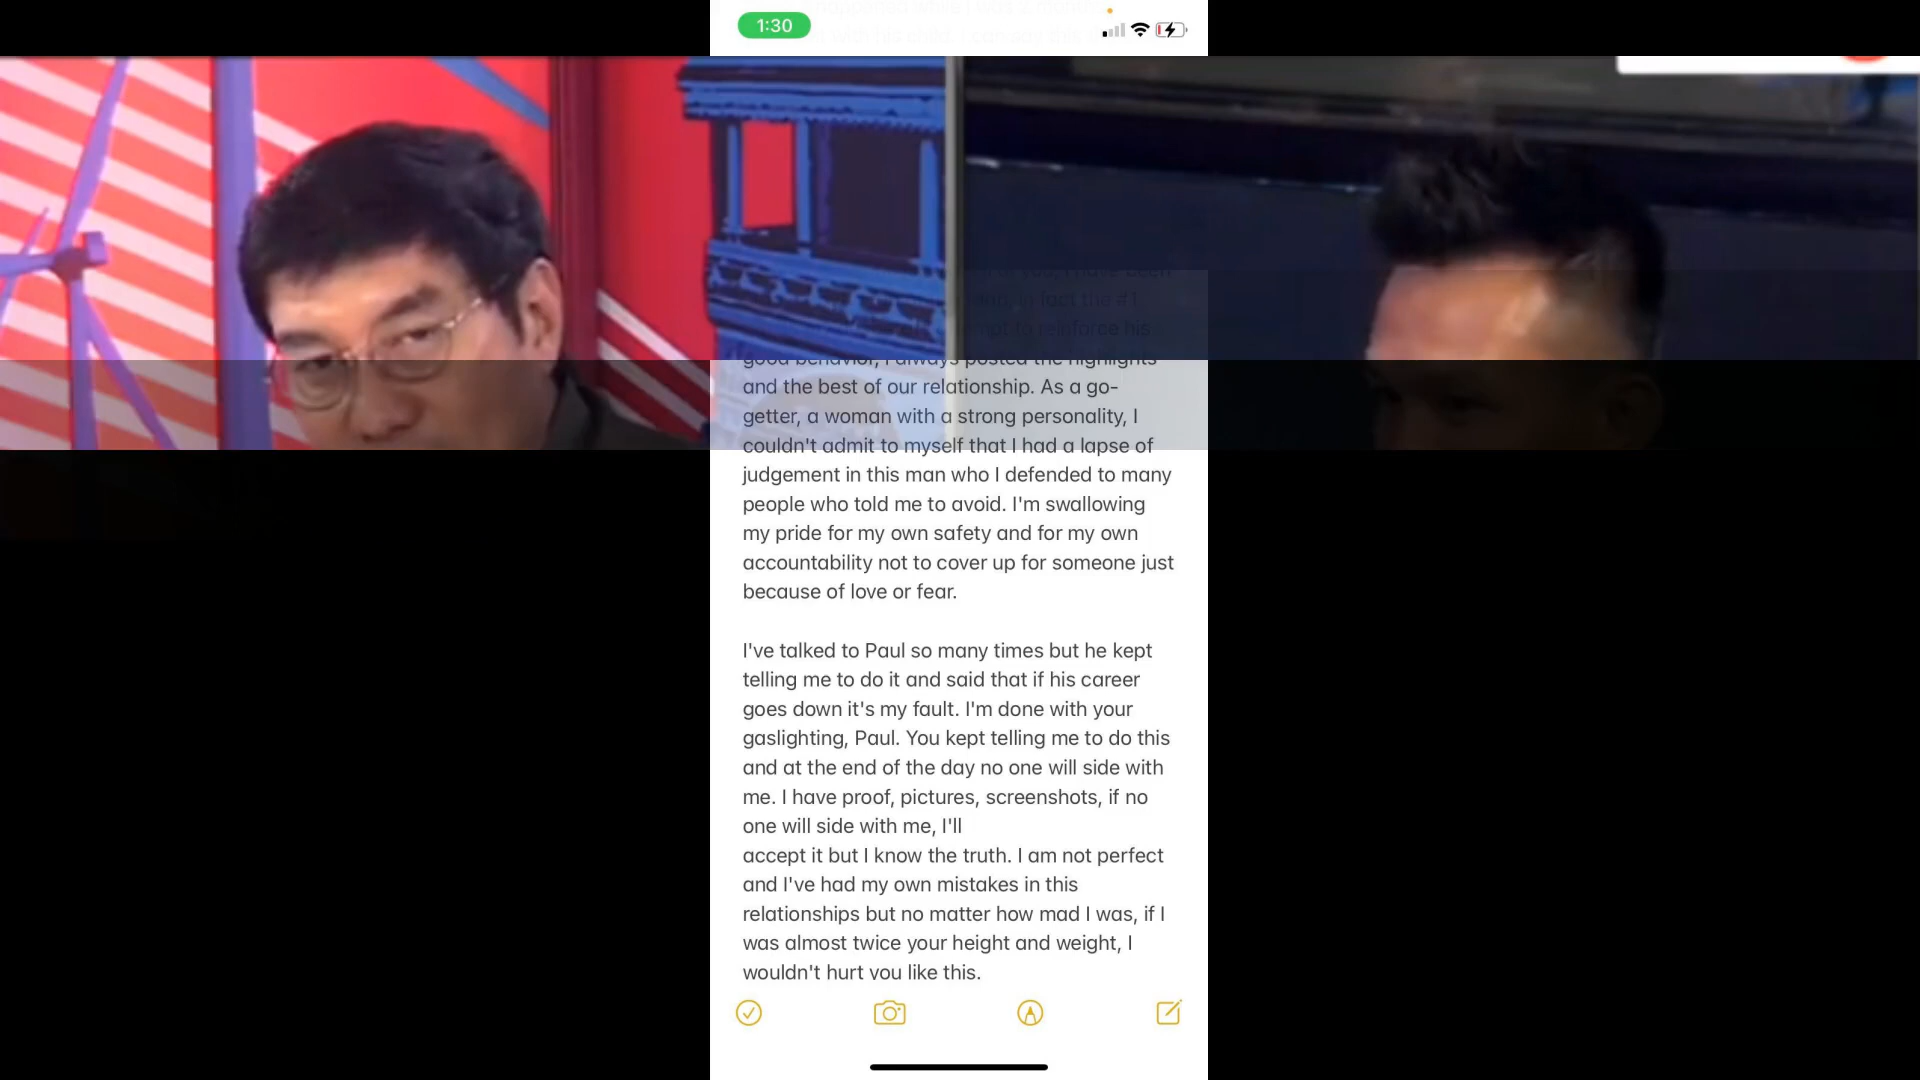 1:30
good behavior, I always posted the highlights
and the best of our relationship. As a go-
getter, a woman with a strong personality, I
couldn't admit to myself that I had a lapse of
judgement in this man who I defended to many
people who told me to avoid. I'm swallowing
my pride for my own safety and for my own
accountability not to cover up for someone just
because of love or fear.
I've talked to Paul so many times but he kept
telling me to do it and said that if his career
goes down it's my fault. I'm done with your
gaslighting, Paul. You kept telling me to do this
and at the end of the day no one will side with
me. I have proof, pictures, screenshots, if no
one will side with me, I'll
accept it but I know the truth. I am not perfect
and I've had my own mistakes in this
relationships but no matter how mad I was, if I
was almost twice your height and weight, I
wouldn't hurt you like this.